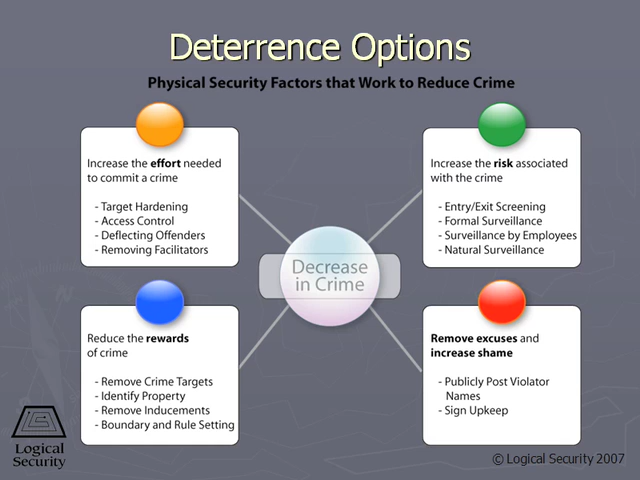 Deterrence Options
Physical Security Factors that Work to Reduce Crime
Increase the effort needed
to commit a crime
- Target Hardening
- Access Control
- Deflecting Offenders
- Removing Facilitators
Increase the risk associated
with the crime
- Entry/Exit Screening
- Formal Surveillance
- Surveillance by Employees
- Natural Surveillance
Decrease
in Crime
Reduce the rewards
of crime
- Remove Crime Targets
- Identify Property
- Remove Inducements
- Boundary and Rule Setting
Remove excuses and
increase shame
- Publicly Post Violator
Names
- Sign Upkeep
Logical
Security
© Logical Security 2007